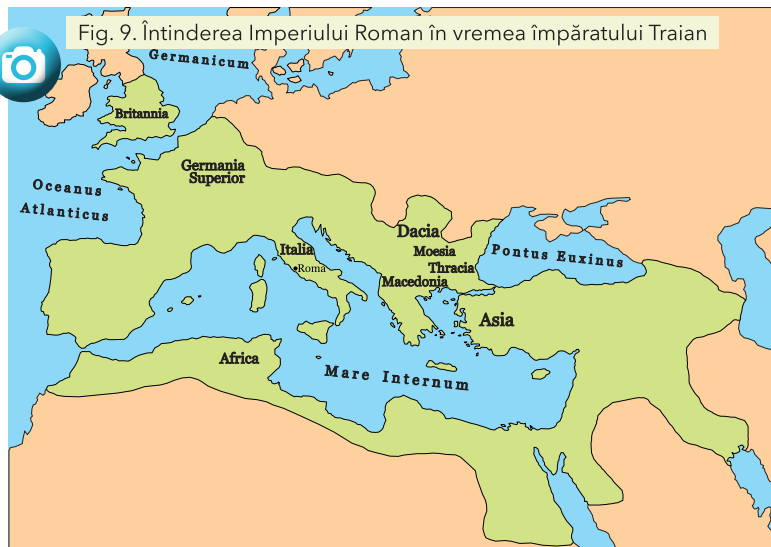 Fig. 9. Întinderea Imperiului Roman în vremea împăratului Traian
Germanicum
Britannia
Germania
Superior
Oceanus
Atlanticus
Dacia
Italia
Moesia
Pontus Euxinus
Roma
Thracia
Macedonia
Asia
Africa
Mare Internum